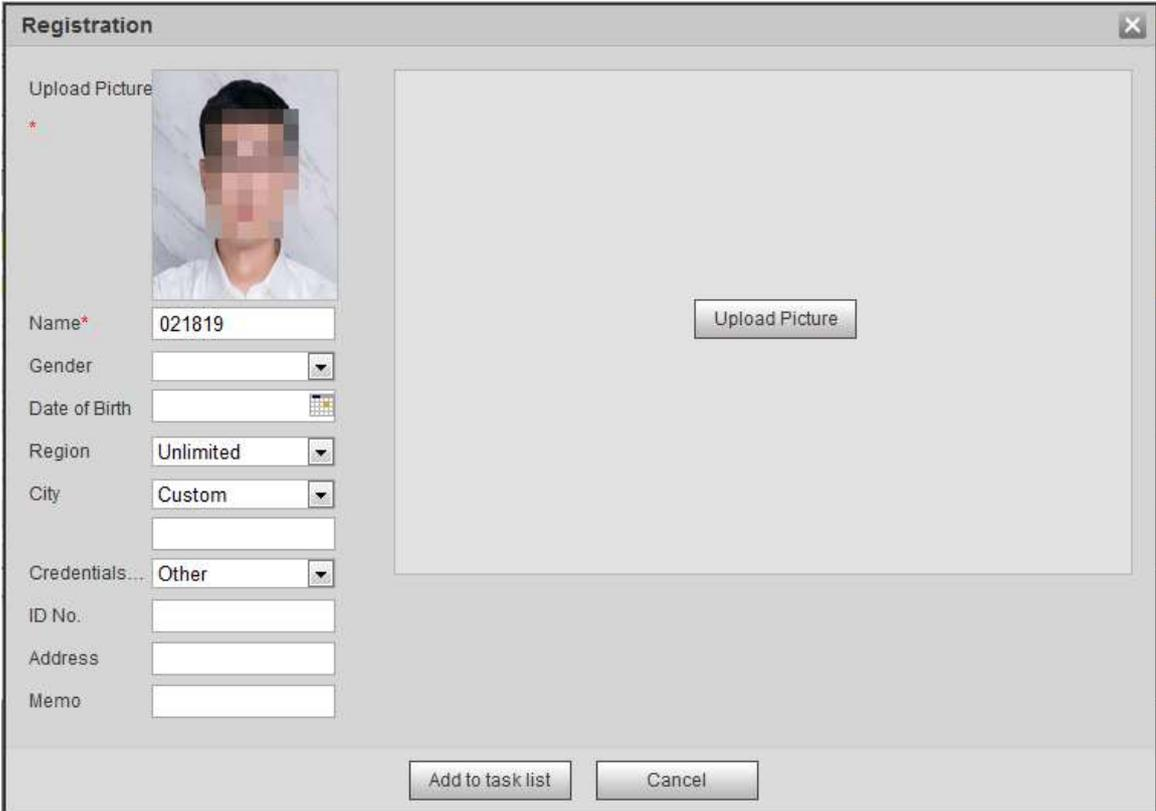 Registration
Upload Picture
*
Name* 021819
Gender
Date of Birth
Region Unlimited
City Custom
Credentials... Other
ID No.
Address
Memo
Upload Picture
Add to task list Cancel